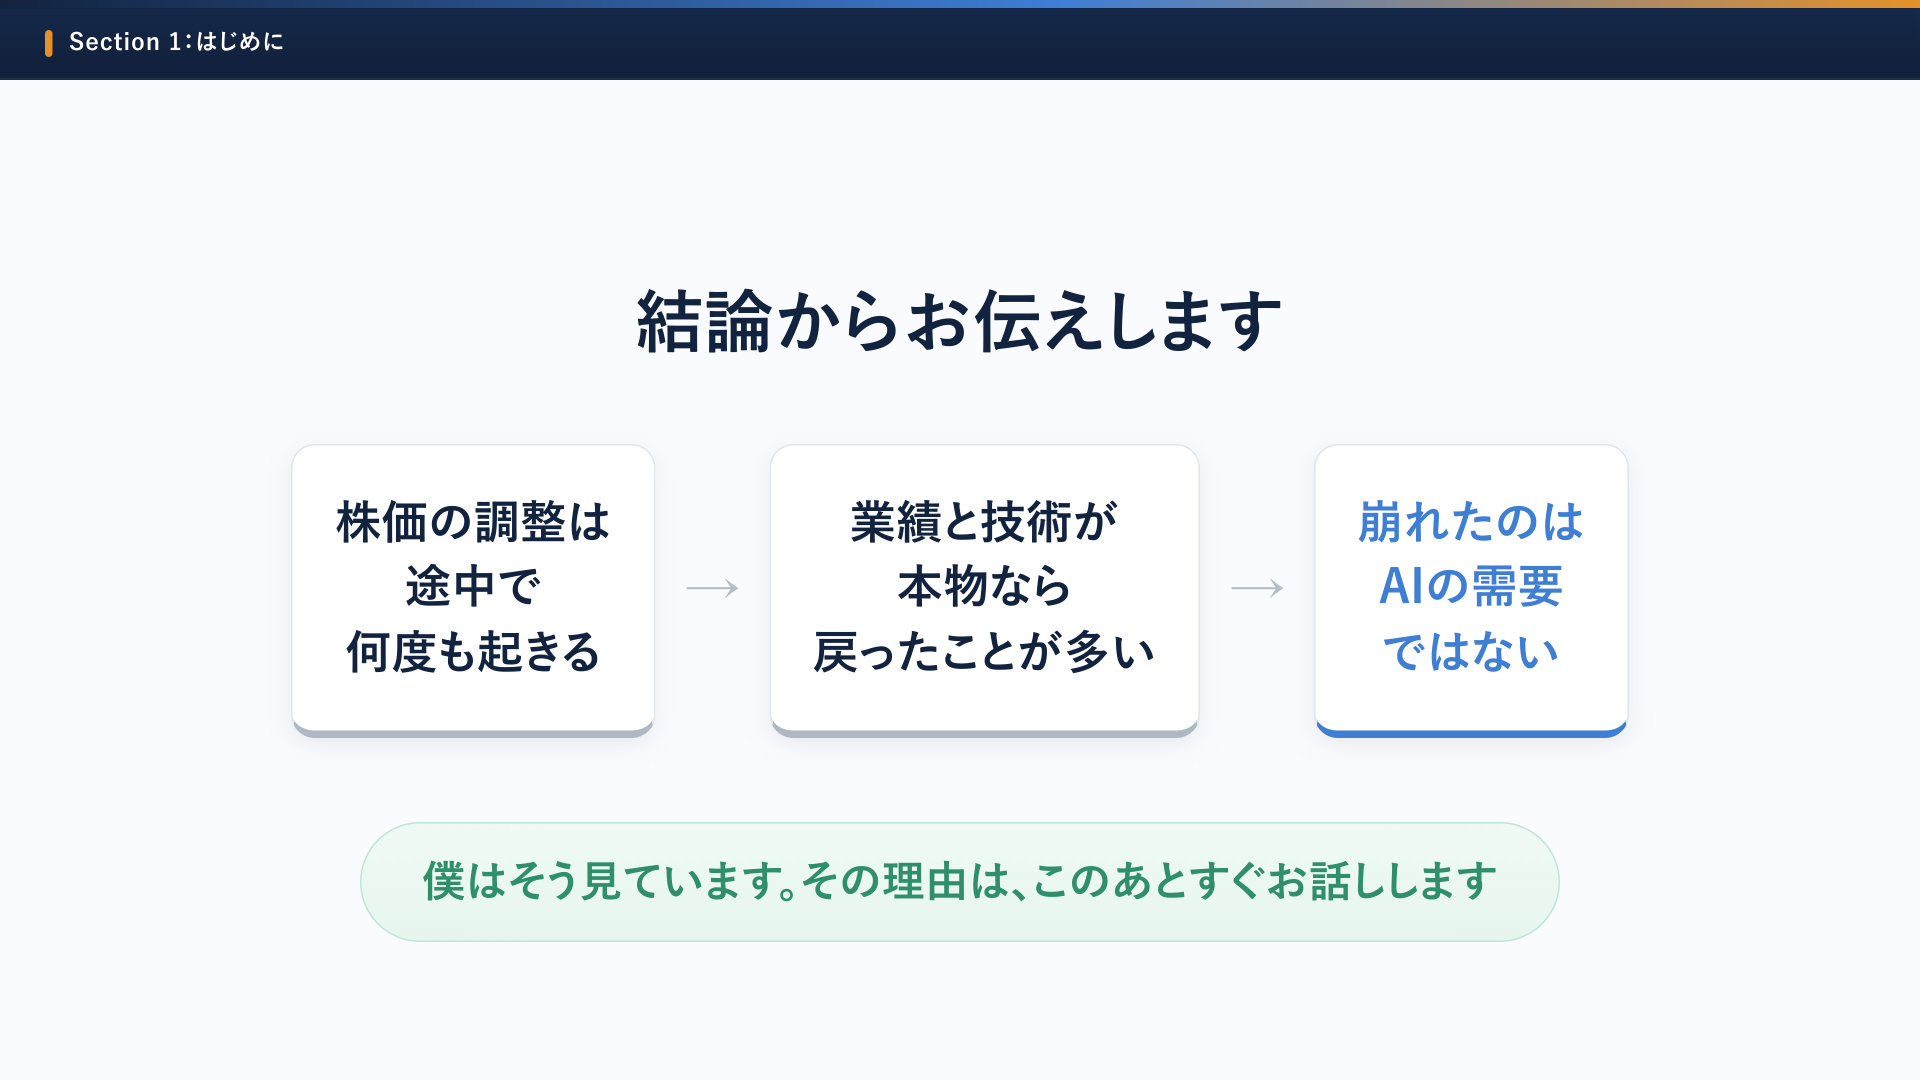 Section 1：はじめに
結論からお伝えします
株価の調整は
途中で
何度も起きる
→
業績と技術が
本物なら
戻ったことが多い
→
崩れたのは
AIの需要
ではない
僕はそう見ています。その理由は、このあとすぐお話しします